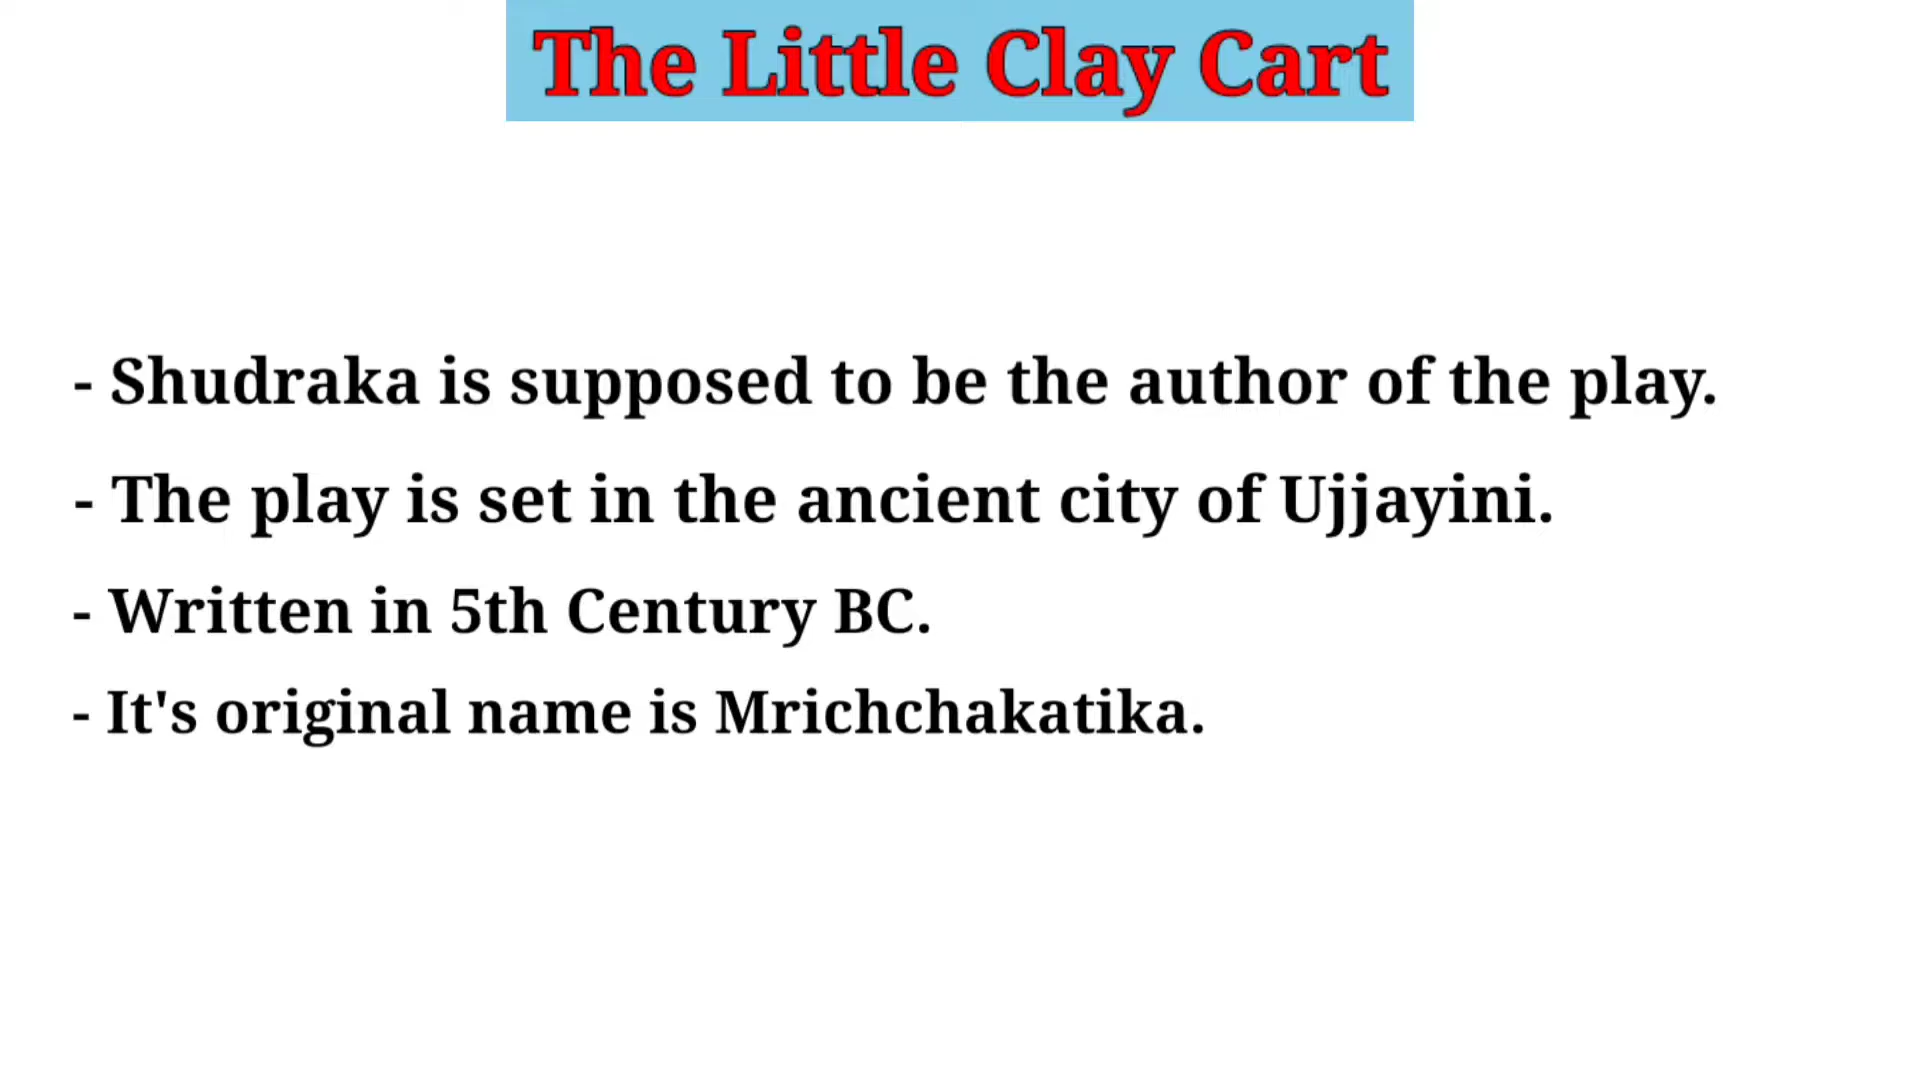 The Little Clay Cart
- Shudraka is supposed to be the author of the play.
- The play is set in the ancient city of Ujjayini.
- Written in 5th Century BC.
- It's original name is Mrichchakatika.